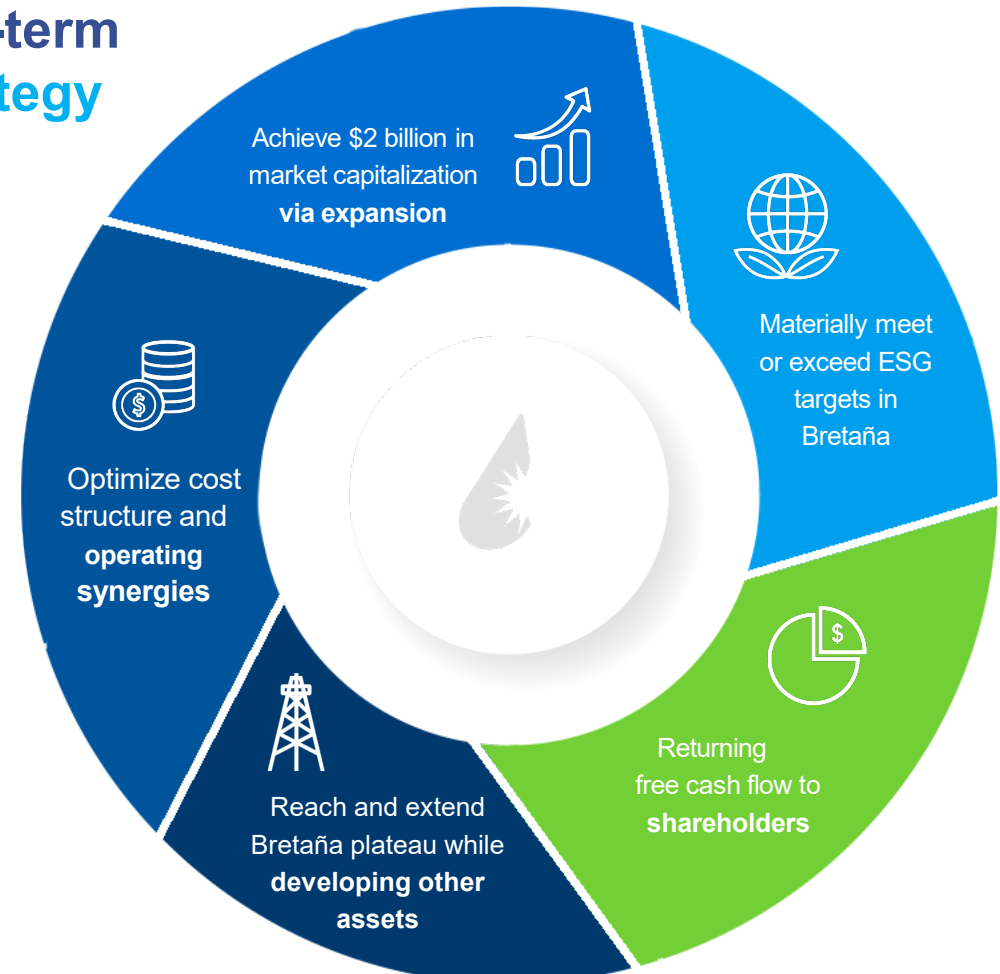 -term
tegy
Achieve $2 billion in
market capitalization
via expansion
Materially meet
or exceed ESG
targets in
Bretaña
Returning
free cash flow to
shareholders
Reach and extend
Bretaña plateau while
developing other
assets
Optimize cost
structure and
operating
synergies
$
$